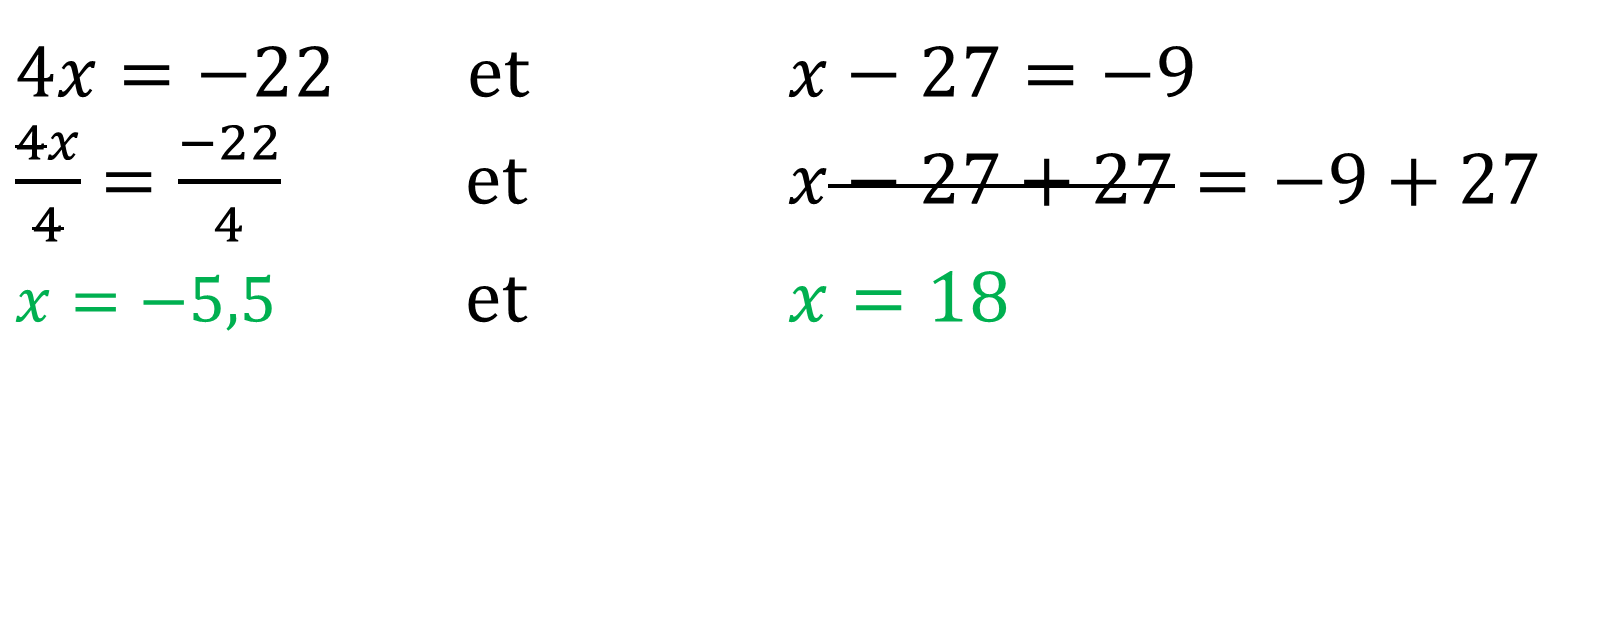 4x = −22 et x − 27 = −9
4x/4 = −22/4 et x − 27 + 27 = −9 + 27
x = −5,5 et x = 18